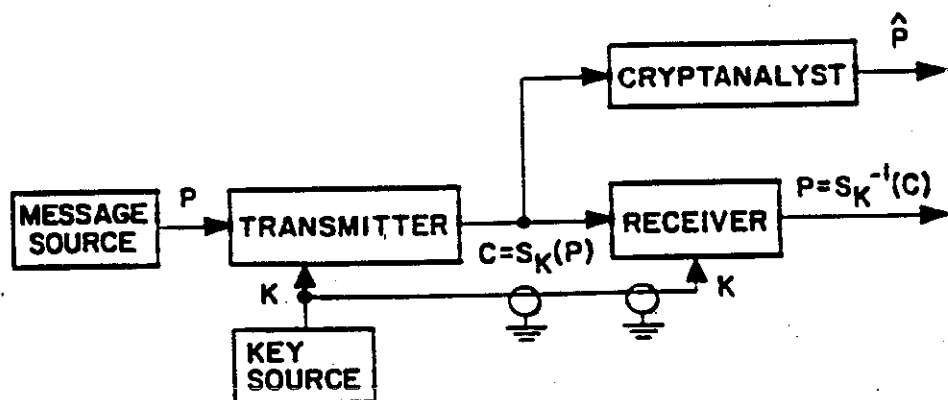 P̂
CRYPTANALYST
MESSAGE
SOURCE
P
TRANSMITTER
C=S_K(P)
RECEIVER
P=S_K⁻¹(C)
K
K
KEY
SOURCE